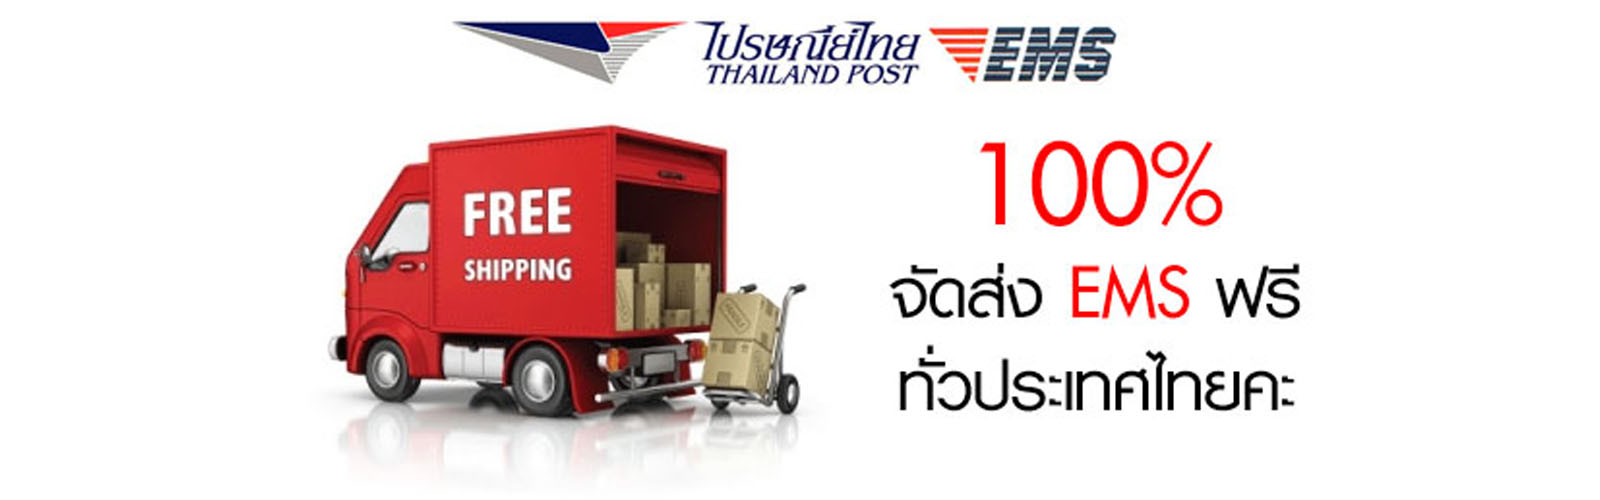 ไปรษณีย์ไทย
THAILAND POST
EMS
FREE
SHIPPING
100%
จัดส่ง EMS ฟรี
ทั่วประเทศไทยคะ